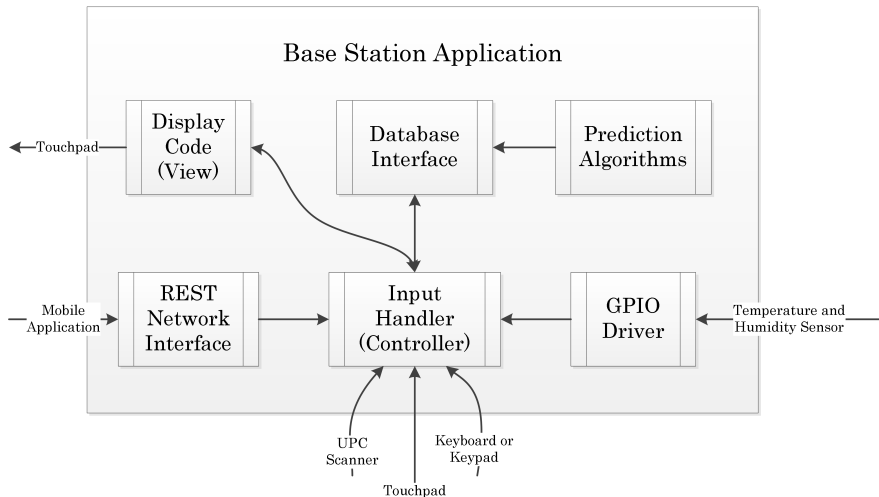 Base Station Application
Display
Code
(View)
Database
Interface
Prediction
Algorithms
Touchpad
REST
Network
Interface
Input
Handler
(Controller)
GPIO
Driver
Mobile
Application
Temperature and
Humidity Sensor
UPC
Scanner
Touchpad
Keyboard or
Keypad